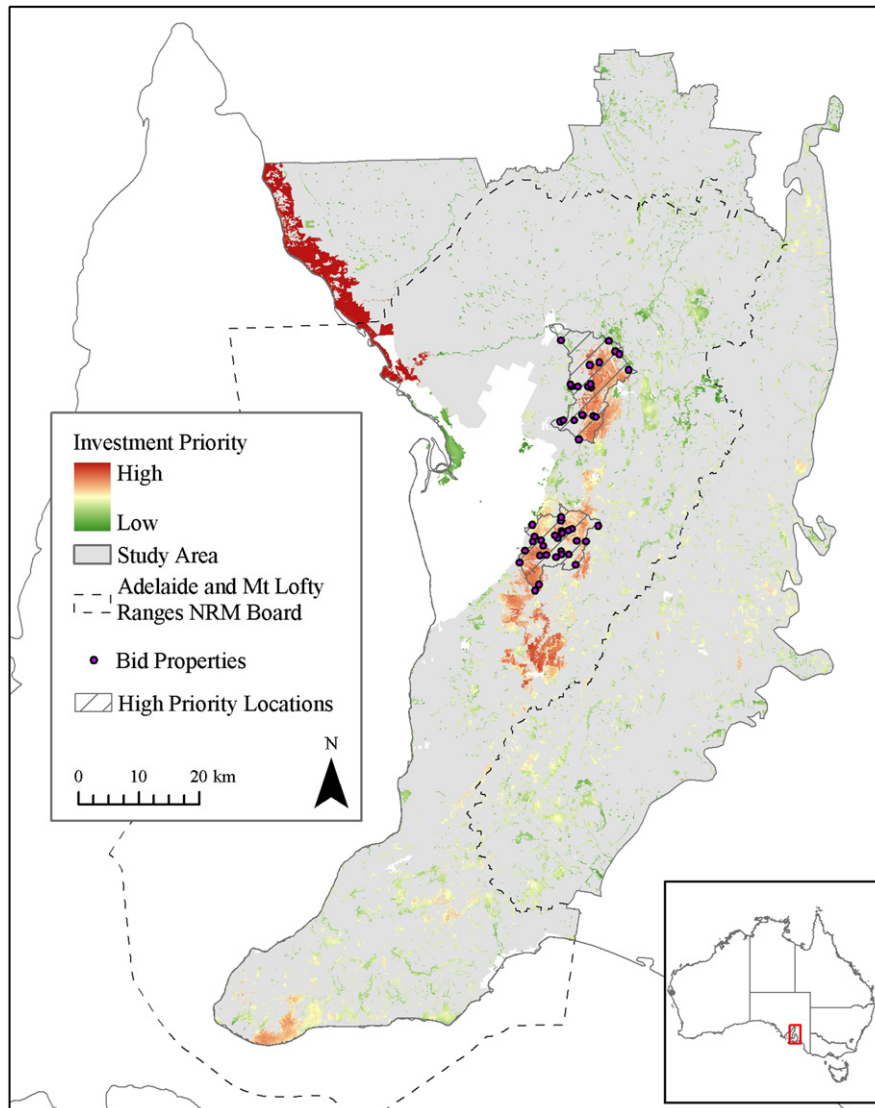 Investment Priority
High
Low
Study Area
Adelaide and Mt Lofty
Ranges NRM Board
Bid Properties
High Priority Locations
N
0 10 20 km